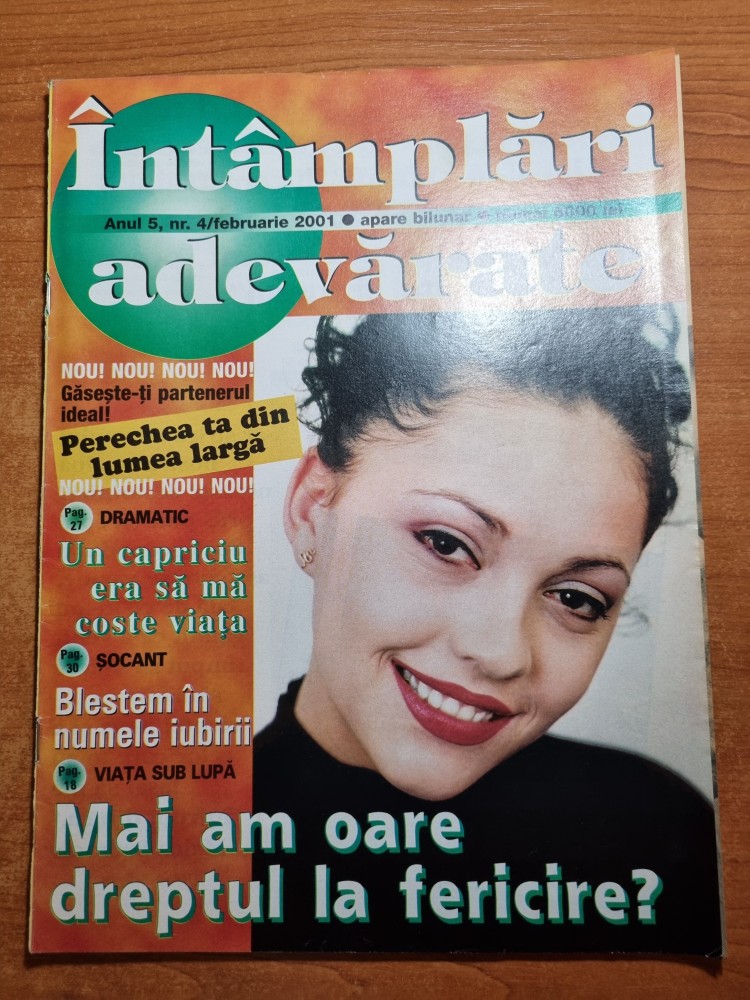 Întâmplări
Anul 5, nr. 4/februarie 2001 ● apare bilunar
adevărate
NOU! NOU! NOU! NOU!
Găsește-ți partenerul
ideal!
Perechea ta din
lumea largă
NOU! NOU! NOU! NOU!
Pag. 27 DRAMATIC
Un capriciu
era să mă
coste viața
Pag. 30 ȘOCANT
Blestem în
numele iubirii
Pag. 18 VIAȚA SUB LUPĂ
Mai am oare
dreptul la fericire?